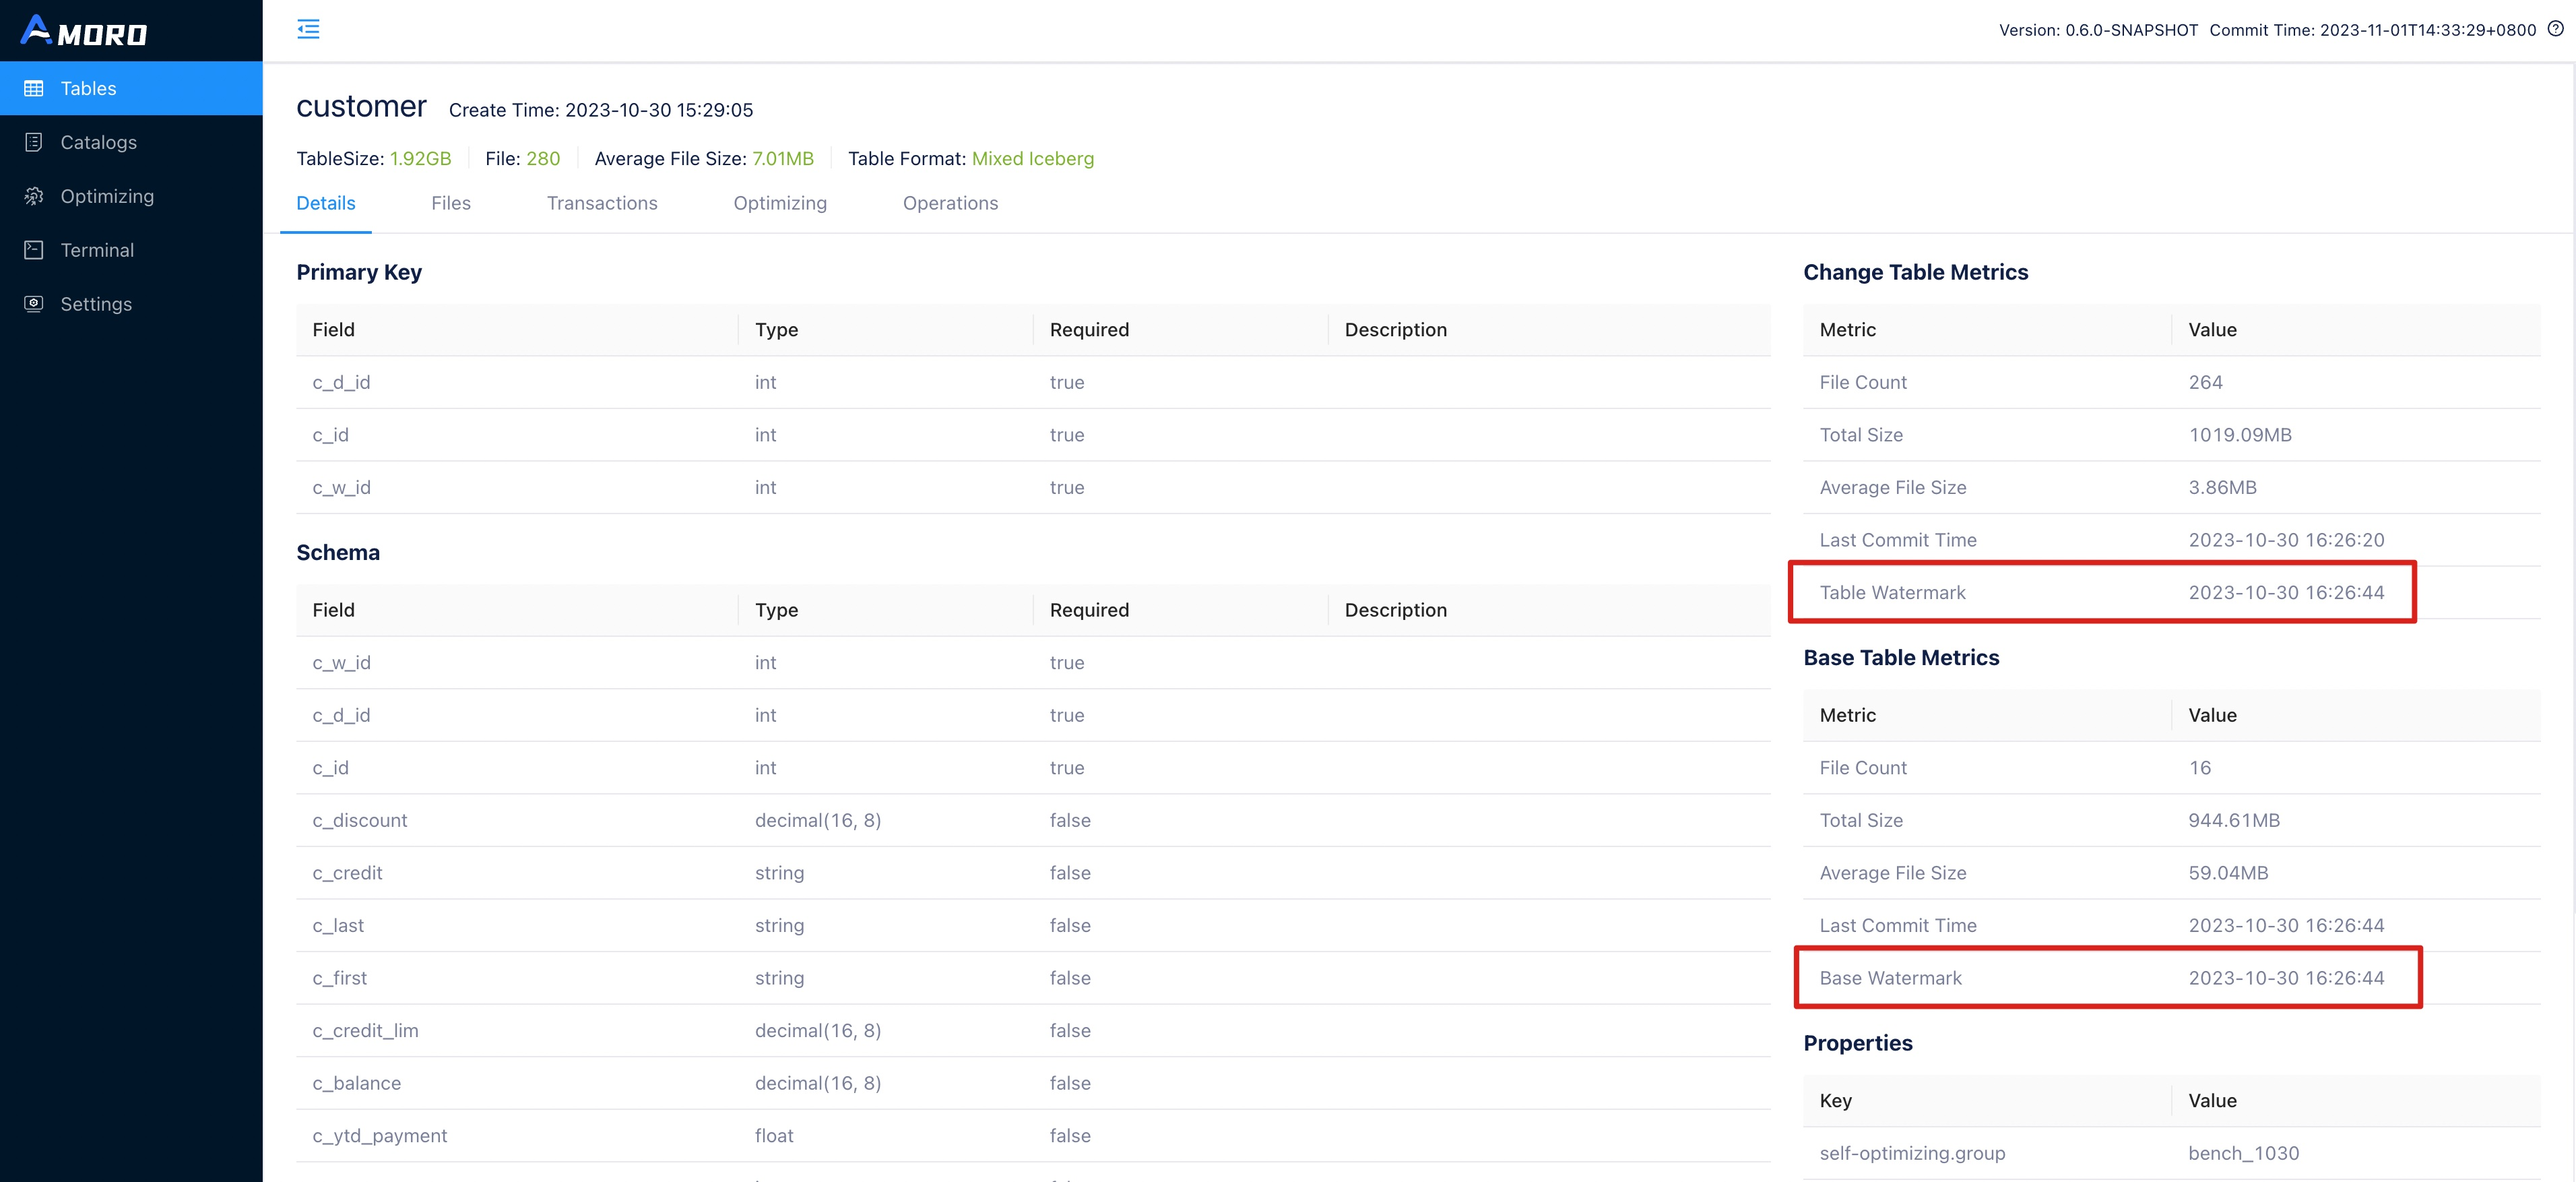 AMORO
Version: 0.6.0-SNAPSHOT Commit Time: 2023-11-01T14:33:29+0800
Tables
Catalogs
Optimizing
Terminal
Settings
customer Create Time: 2023-10-30 15:29:05
TableSize: 1.92GB File: 280 Average File Size: 7.01MB Table Format: Mixed Iceberg
Details Files Transactions Optimizing Operations
Primary Key
Field Type Required Description
c_d_id int true
c_id int true
c_w_id int true
Schema
Field Type Required Description
c_w_id int true
c_d_id int true
c_id int true
c_discount decimal(16, 8) false
c_credit string false
c_last string false
c_first string false
c_credit_lim decimal(16, 8) false
c_balance decimal(16, 8) false
c_ytd_payment float false
Change Table Metrics
Metric Value
File Count 264
Total Size 1019.09MB
Average File Size 3.86MB
Last Commit Time 2023-10-30 16:26:20
Table Watermark 2023-10-30 16:26:44
Base Table Metrics
Metric Value
File Count 16
Total Size 944.61MB
Average File Size 59.04MB
Last Commit Time 2023-10-30 16:26:44
Base Watermark 2023-10-30 16:26:44
Properties
Key Value
self-optimizing.group bench_1030